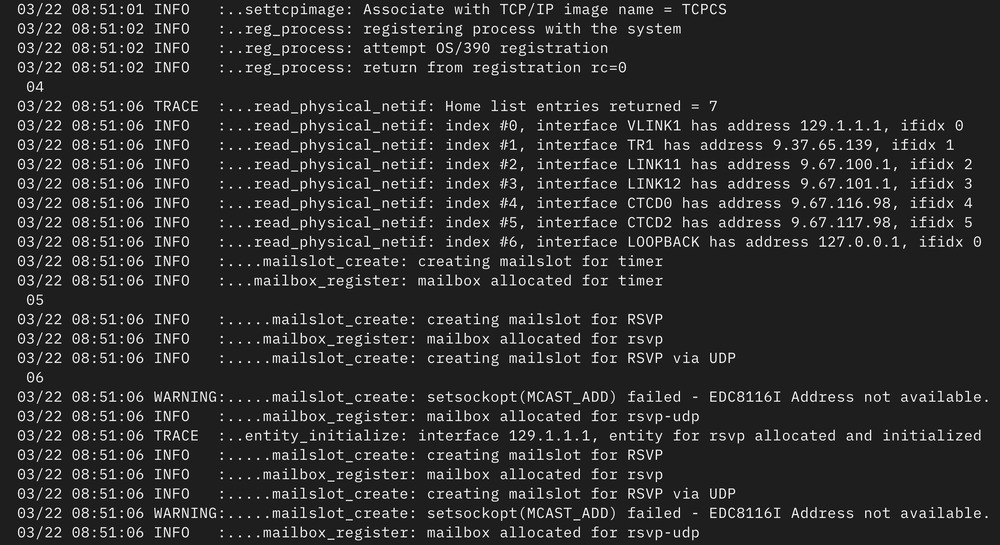 03/22 08:51:01 INFO   :..settcpimage: Associate with TCP/IP image name = TCPCS
03/22 08:51:02 INFO   :..reg_process: registering process with the system
03/22 08:51:02 INFO   :..reg_process: attempt OS/390 registration
03/22 08:51:02 INFO   :..reg_process: return from registration rc=0
04
03/22 08:51:06 TRACE  :...read_physical_netif: Home list entries returned = 7
03/22 08:51:06 INFO   :...read_physical_netif: index #0, interface VLINK1 has address 129.1.1.1, ifidx 0
03/22 08:51:06 INFO   :...read_physical_netif: index #1, interface TR1 has address 9.37.65.139, ifidx 1
03/22 08:51:06 INFO   :...read_physical_netif: index #2, interface LINK11 has address 9.67.100.1, ifidx 2
03/22 08:51:06 INFO   :...read_physical_netif: index #3, interface LINK12 has address 9.67.101.1, ifidx 3
03/22 08:51:06 INFO   :...read_physical_netif: index #4, interface CTCD0 has address 9.67.116.98, ifidx 4
03/22 08:51:06 INFO   :...read_physical_netif: index #5, interface CTCD2 has address 9.67.117.98, ifidx 5
03/22 08:51:06 INFO   :...read_physical_netif: index #6, interface LOOPBACK has address 127.0.0.1, ifidx 0
03/22 08:51:06 INFO   :....mailslot_create: creating mailslot for timer
03/22 08:51:06 INFO   :...mailbox_register: mailbox allocated for timer
05
03/22 08:51:06 INFO   :.....mailslot_create: creating mailslot for RSVP
03/22 08:51:06 INFO   :....mailbox_register: mailbox allocated for rsvp
03/22 08:51:06 INFO   :.....mailslot_create: creating mailslot for RSVP via UDP
06
03/22 08:51:06 WARNING:.....mailslot_create: setsockopt(MCAST_ADD) failed - EDC8116I Address not available.
03/22 08:51:06 INFO   :....mailbox_register: mailbox allocated for rsvp-udp
03/22 08:51:06 TRACE  :..entity_initialize: interface 129.1.1.1, entity for rsvp allocated and initialized
03/22 08:51:06 INFO   :.....mailslot_create: creating mailslot for RSVP
03/22 08:51:06 INFO   :....mailbox_register: mailbox allocated for rsvp
03/22 08:51:06 INFO   :.....mailslot_create: creating mailslot for RSVP via UDP
03/22 08:51:06 WARNING:.....mailslot_create: setsockopt(MCAST_ADD) failed - EDC8116I Address not available.
03/22 08:51:06 INFO   :....mailbox_register: mailbox allocated for rsvp-udp